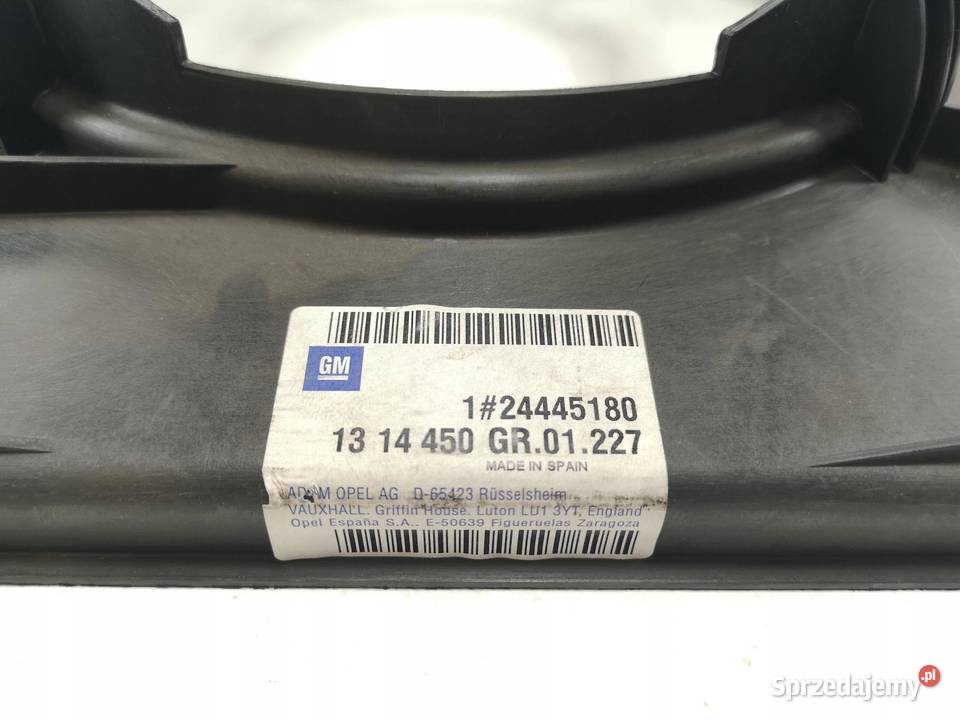 GM
1#24445180
13 14 450 GR.01.227
MADE IN SPAIN
ADAM OPEL AG D-65423 Rüsselsheim
VAUXHALL. Griffin House. Luton LU1 3YT, England
Opel España S.A.. E-50639 Figueruelas Zaragoza
Sprzedajemy.pl